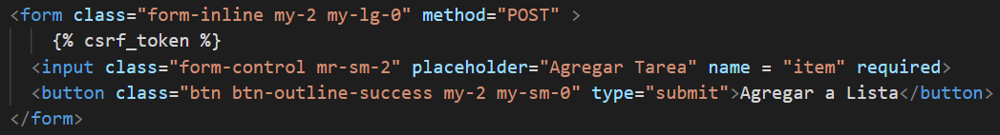 <form class="form-inline my-2 my-lg-0" method="POST" >
{% csrf_token %}
<input class="form-control mr-sm-2" placeholder="Agregar Tarea" name = "item" required>
<button class="btn btn-outline-success my-2 my-sm-0" type="submit">Agregar a Lista</button>
</form>